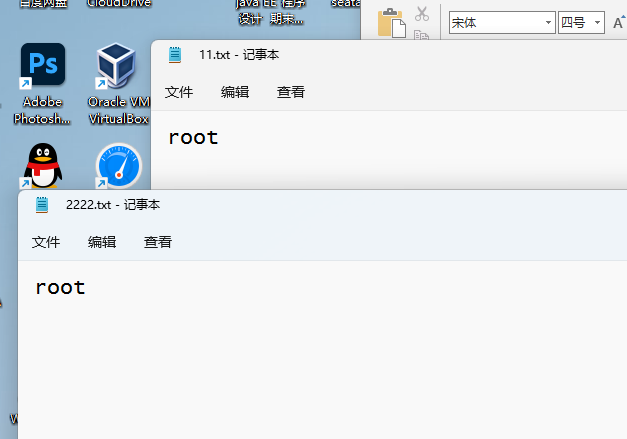 百度网盘
CloudDrive
java EE 程序
设计 期末...
seata
宋体
四号
A
Ps
Adobe
Photosh...
Oracle VM
VirtualBox
11.txt - 记事本
文件 编辑 查看
root
2222.txt - 记事本
文件 编辑 查看
root